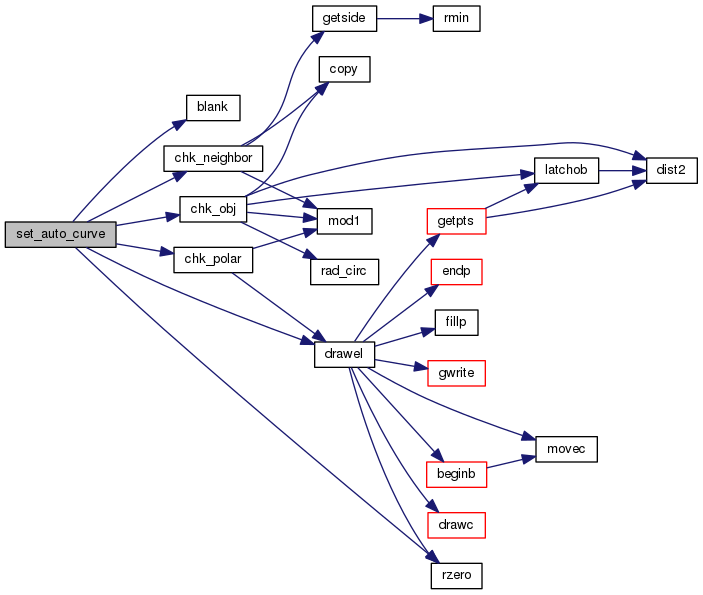 getside
rmin
copy
blank
chk_neighbor
latchob
dist2
chk_obj
mod1
getpts
set_auto_curve
chk_polar
rad_circ
endp
fillp
drawel
gwrite
movec
beginb
drawc
rzero